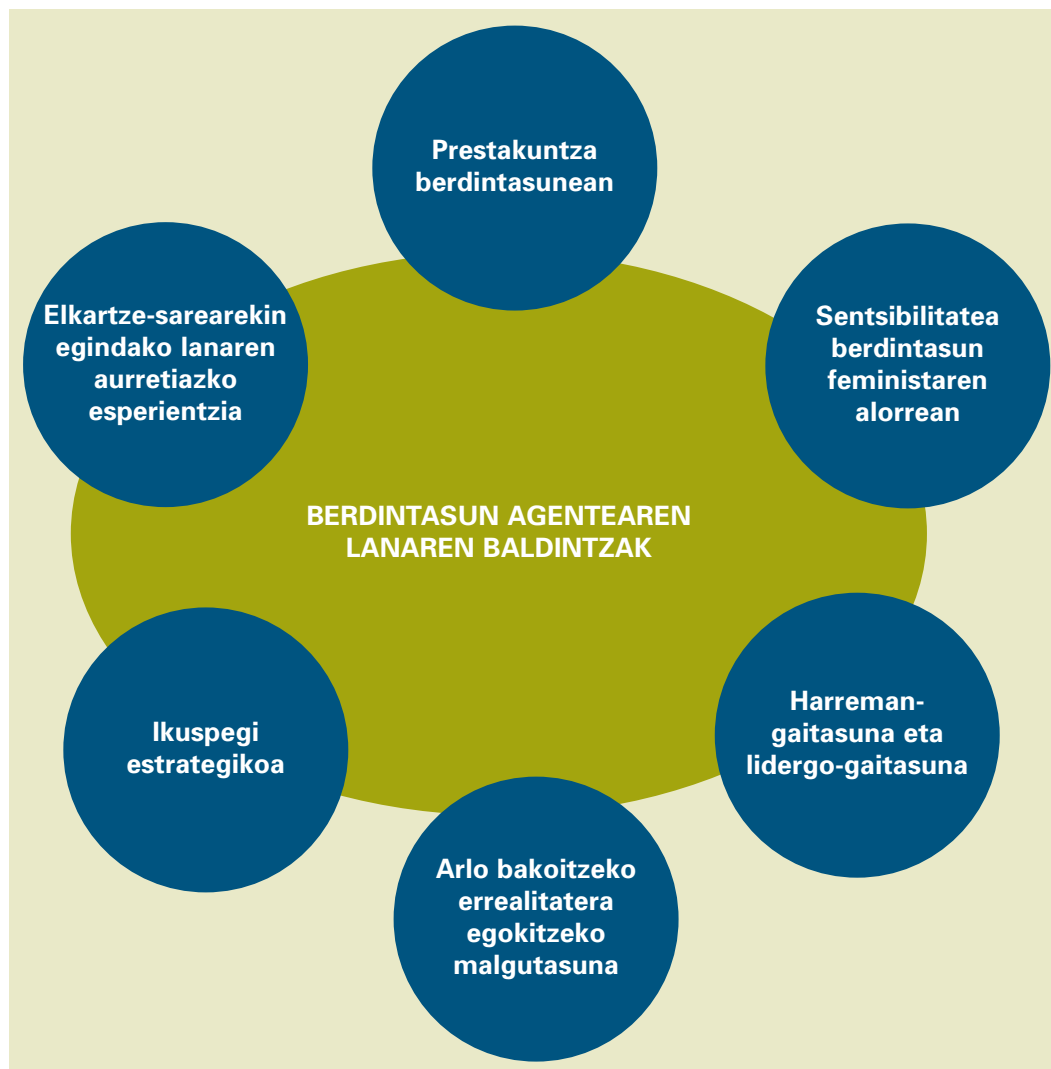 Prestakuntza
berdintasunean
Elkartze-sarearekin
egindako lanaren
aurretiazko
esperientzia
Sentsibilitatea
berdintasun
feministaren
alorrean
BERDINTASUN AGENTEAREN
LANAREN BALDINTZAK
Ikuspegi
estrategikoa
Harreman-
gaitasuna eta
lidergo-gaitasuna
Arlo bakoitzeko
errealitatera
egokitzeko
malgutasuna